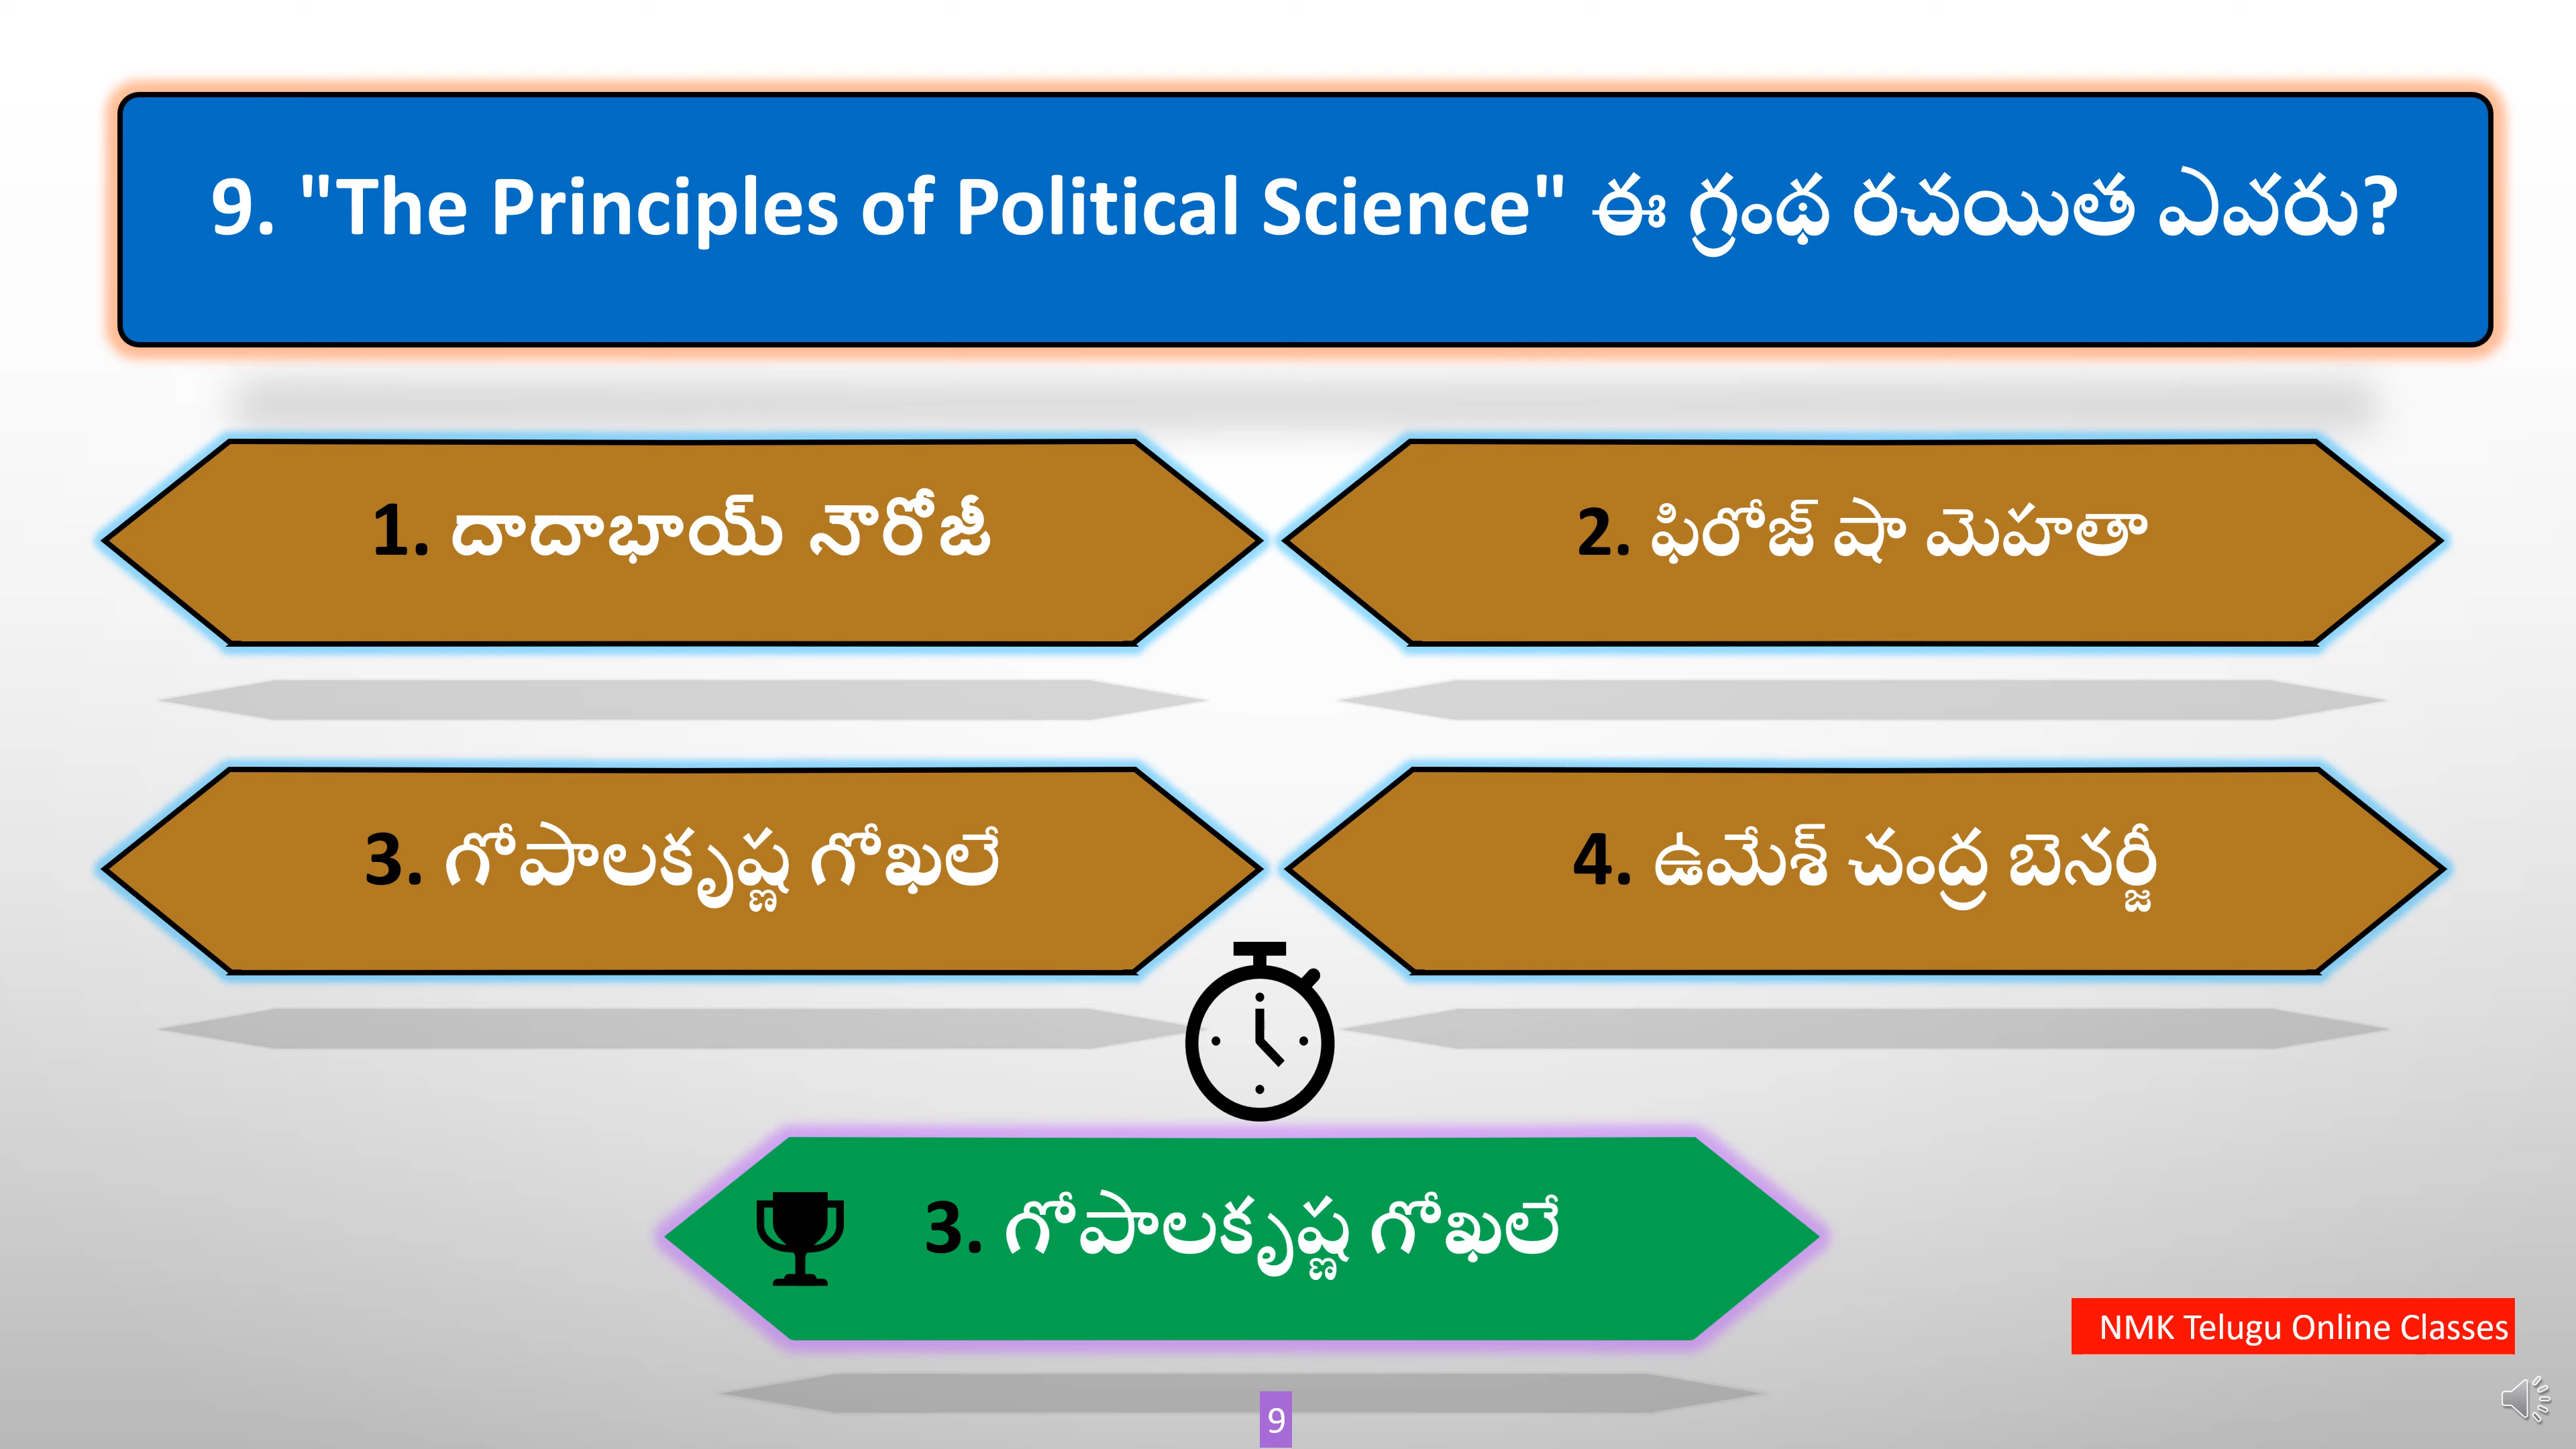 9. "The Principles of Political Science" ఈ గ్రంథ రచయిత ఎవరు?
1. దాదాభాయ్ నౌరోజీ
2. ఫిరోజ్ షా మెహతా
3. గోపాలకృష్ణ గోఖలే
4. ఉమేశ్ చంద్ర బెనర్జీ
3. గోపాలకృష్ణ గోఖలే
NMK Telugu Online Classes
9